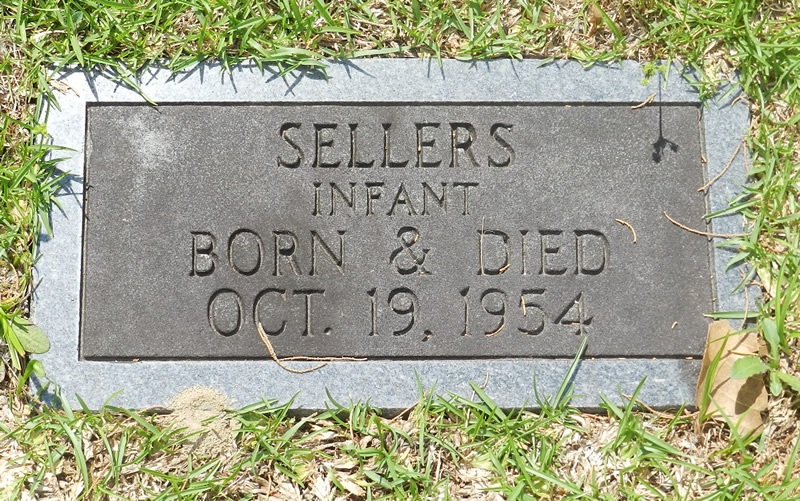 SELLERS
INFANT
BORN & DIED
OCT. 19, 1954